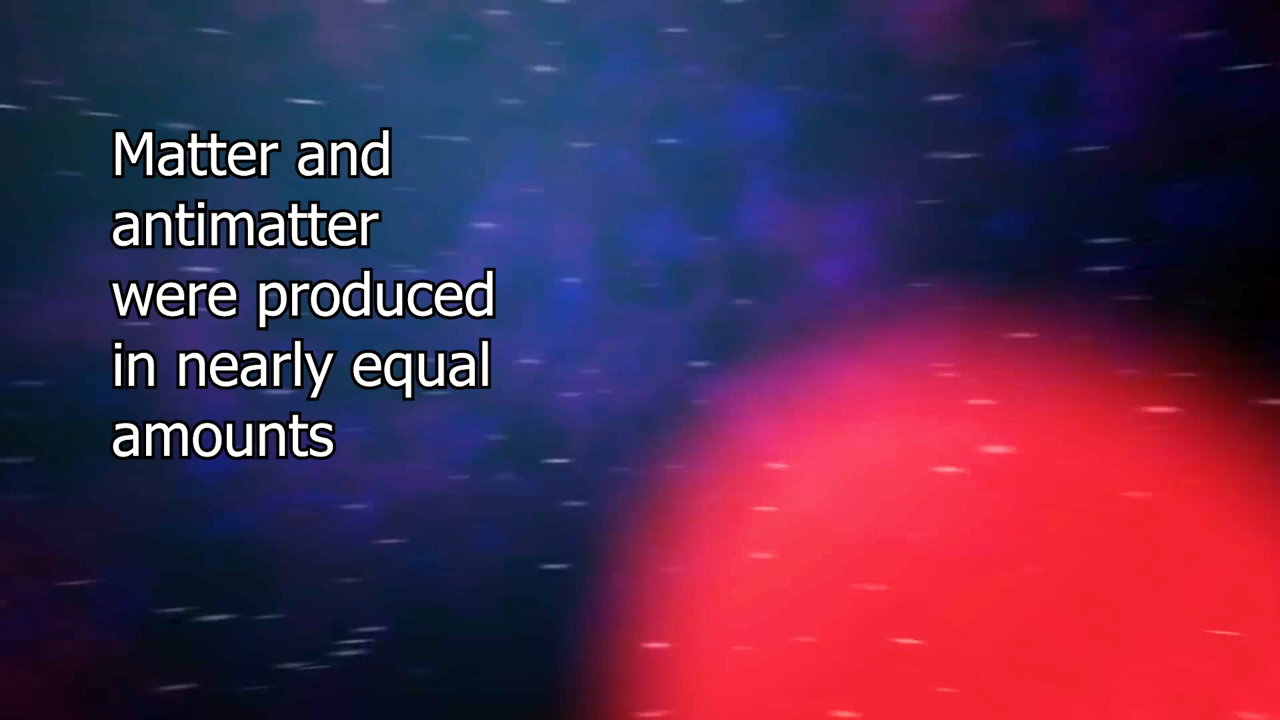 Matter and
antimatter
were produced
in nearly equal
amounts